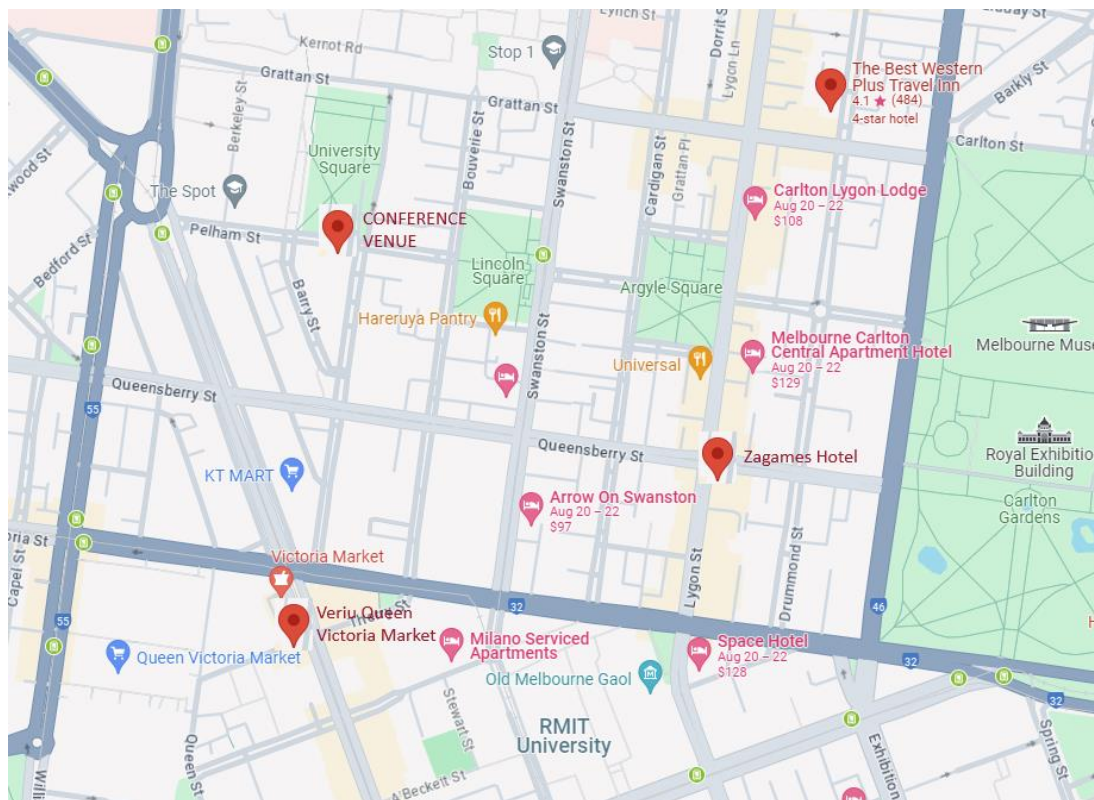 Lynch St
Kernot Rd
Stop 1
Dorrit S
Lygon Ln
Grattan St
Grattan St
The Best Western
Plus Travel Inn
4.1 ★ (484)
4-star hotel
Barkly St
Carlton St
Berkeley St
Bouverie St
Swanston St
Cardigan St
Grattan Pl
University
Square
The Spot
Carlton Lygon Lodge
Aug 20 – 22
$108
Bedford St
Pelham St
CONFERENCE
VENUE
Lincoln
Square
Argyle Square
Barry St
Hareruya Pantry
Universal
Melbourne Carlton
Central Apartment Hotel
Aug 20 – 22
$129
Melbourne Muse
Swanston St
Queensberry St
55
Queensberry St
Zagames Hotel
Royal Exhibitio
Building
Carlton
Gardens
KT MART
Arrow On Swanston
Aug 20 – 22
$97
oria St
Capel St
Victoria Market
Lygon St
Drummond St
32
46
55
Veriu Queen
Victoria Market
Queen Victoria Market
Milano Serviced
Apartments
Space Hotel
Aug 20 – 22
$128
32
32
Old Melbourne Gaol
RMIT
University
Stewart St
Queen St
A'Beckett St
Exhibition
Spring St
Willi